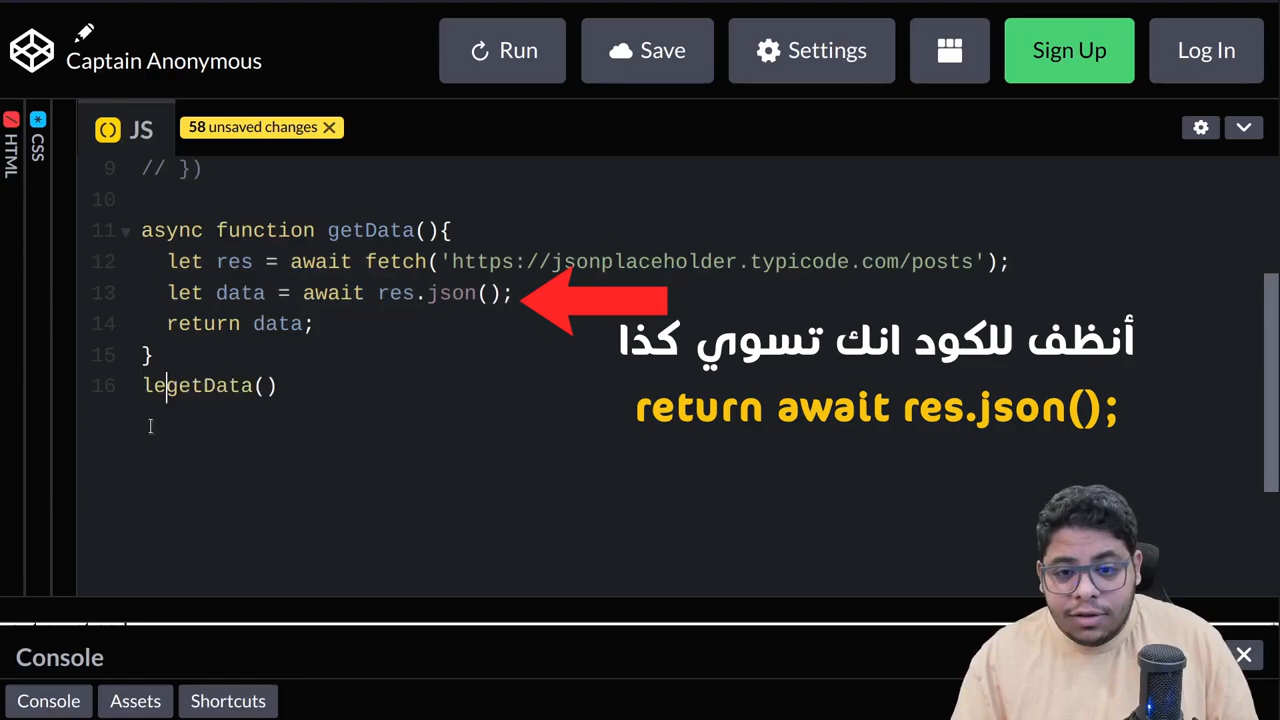 Captain Anonymous
Run
Save
Settings
Sign Up
Log In
HTML
CSS
JS
58 unsaved changes
9 // })
10
11 async function getData(){
12 let res = await fetch('https://jsonplaceholder.typicode.com/posts');
13 let data = await res.json();
14 return data;
15 }
16 legetData()
أنظف للكود انك تسوي كذا
return await res.json();
Console
Console
Assets
Shortcuts